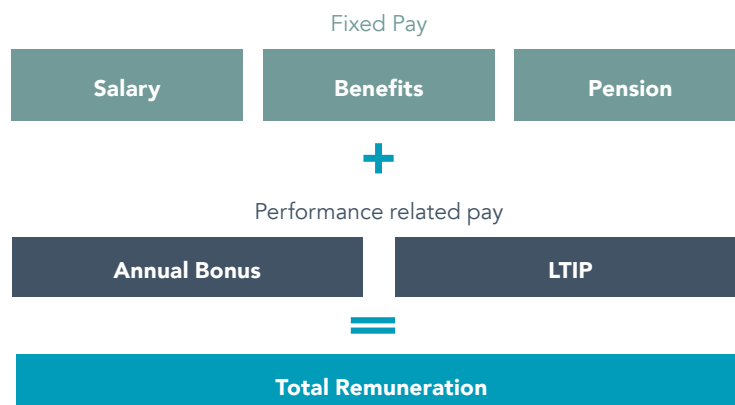 Fixed Pay
Salary Benefits Pension
+
Performance related pay
Annual Bonus LTIP
=
Total Remuneration